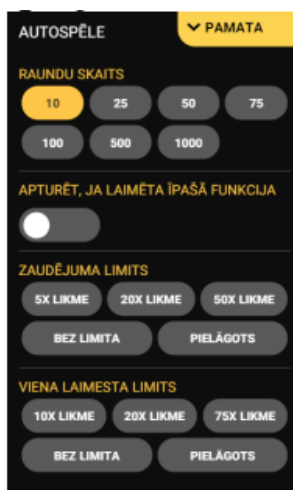 AUTOSPĒLE
PAMATA
RAUNDU SKAITS
10 25 50 75
100 500 1000
APTURĒT, JA LAIMĒTA ĪPAŠĀ FUNKCIJA
ZAUDĒJUMA LIMITS
5X LIKME 20X LIKME 50X LIKME
BEZ LIMITA PIELĀGOTS
VIENA LAIMESTA LIMITS
10X LIKME 20X LIKME 75X LIKME
BEZ LIMITA PIELĀGOTS